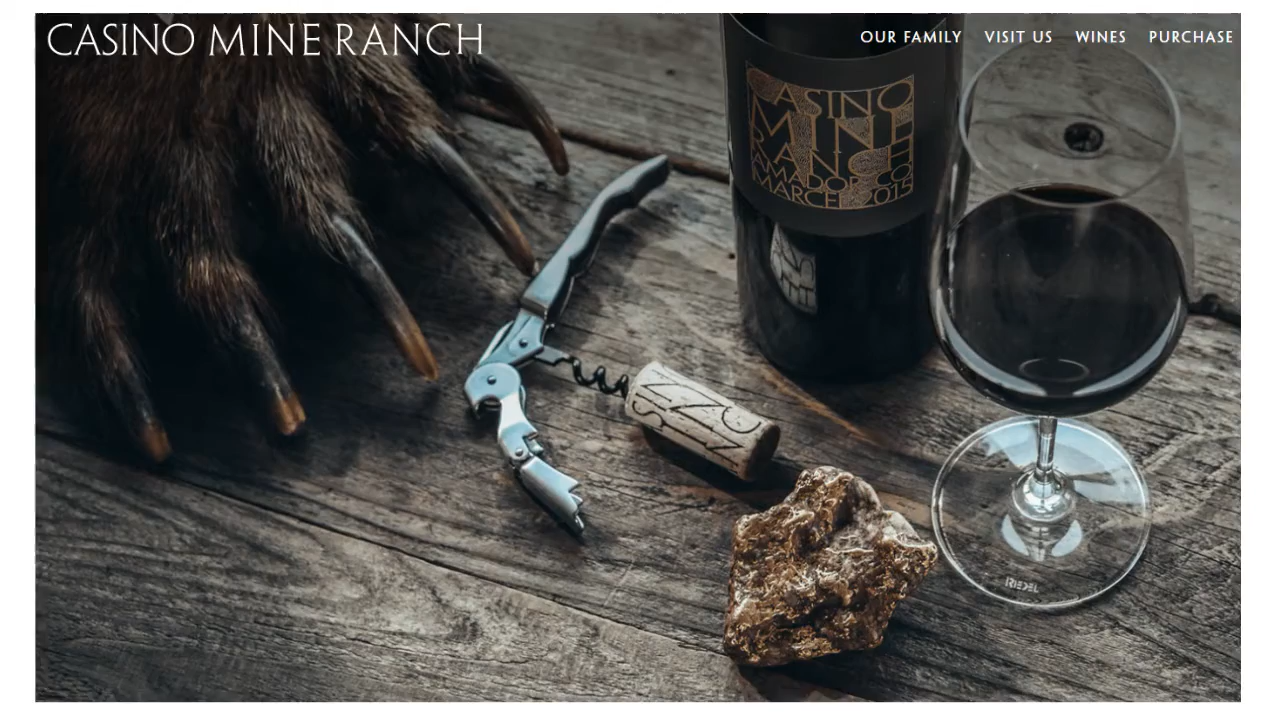 CASINO MINE RANCH
OUR FAMILY VISIT US WINES PURCHASE
CASINO
MINE
RANCH
AMADOR CO.
MARCH 2015
RIEDEL